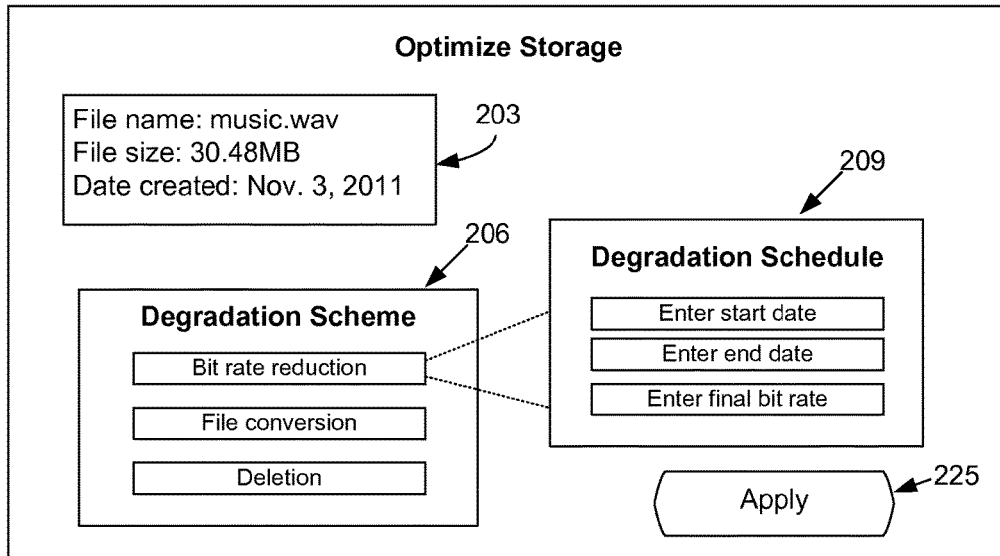 Optimize Storage
File name: music.wav
File size: 30.48MB
Date created: Nov. 3, 2011
203
209
206
Degradation Schedule
Enter start date
Enter end date
Enter final bit rate
Degradation Scheme
Bit rate reduction
File conversion
Deletion
Apply
225